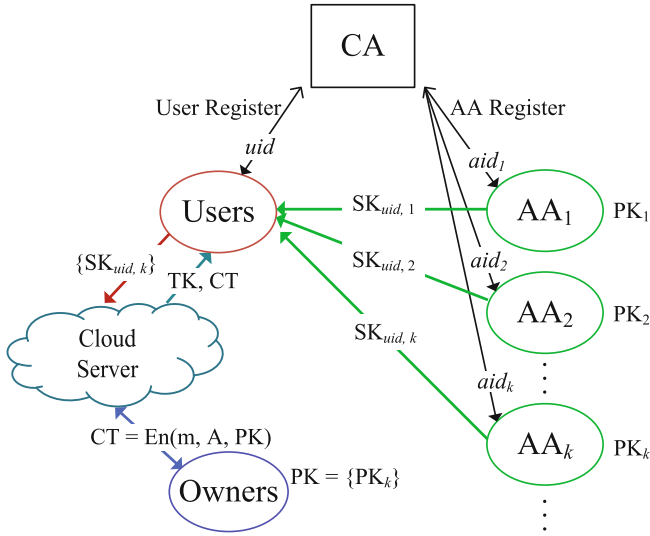 CA
User Register
AA Register
uid
aid1
Users
SKuid, 1
AA1
PK1
SKuid, 2
aid2
{SKuid, k}
TK, CT
AA2
PK2
Cloud
Server
SKuid, k
aidk
CT = En(m, A, PK)
AAk
PKk
Owners
PK = {PKk}